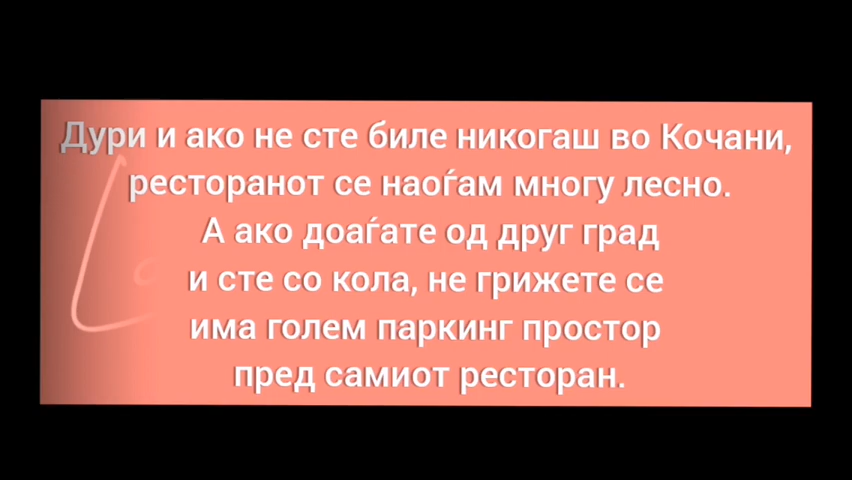 Дури и ако не сте биле никогаш во Кочани,
ресторанот се наоѓам многу лесно.
А ако доаѓате од друг град
и сте со кола, не грижете се
има голем паркинг простор
пред самиот ресторан.